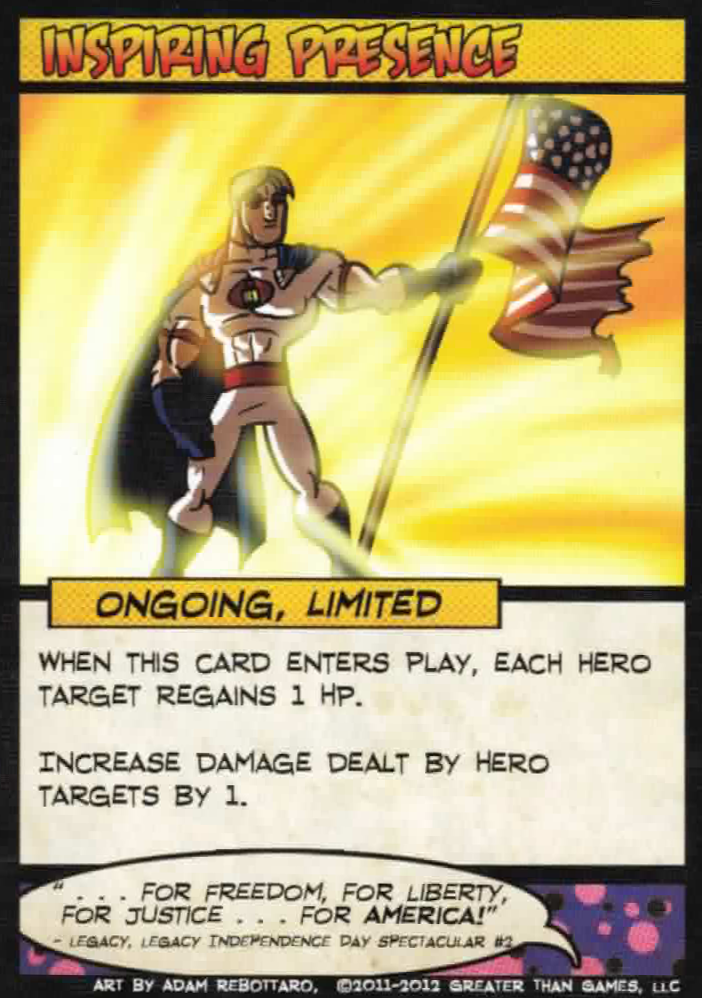 INSPIRING PRESENCE
ONGOING, LIMITED
WHEN THIS CARD ENTERS PLAY, EACH HERO
TARGET REGAINS 1 HP.
INCREASE DAMAGE DEALT BY HERO
TARGETS BY 1.
". . . FOR FREEDOM, FOR LIBERTY,
FOR JUSTICE . . . FOR AMERICA!"
- LEGACY, LEGACY INDEPENDENCE DAY SPECTACULAR #2
ART BY ADAM REBOTTARO, ©2011-2012 GREATER THAN GAMES, LLC